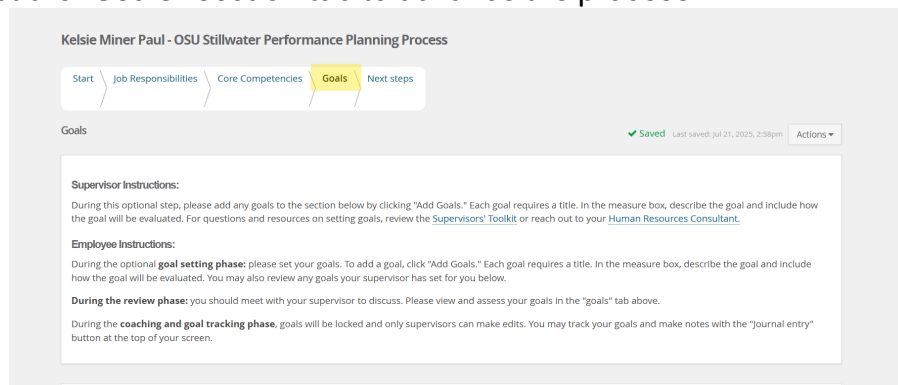 Kelsie Miner Paul - OSU Stillwater Performance Planning Process
Start Job Responsibilities Core Competencies Goals Next steps
Goals
Saved Last saved: Jul 21, 2025, 2:58pm Actions
Supervisor Instructions:
During this optional step, please add any goals to the section below by clicking "Add Goals." Each goal requires a title. In the measure box, describe the goal and include how
the goal will be evaluated. For questions and resources on setting goals, review the Supervisors' Toolkit or reach out to your Human Resources Consultant.
Employee Instructions:
During the optional goal setting phase: please set your goals. To add a goal, click "Add Goals." Each goal requires a title. In the measure box, describe the goal and include
how the goal will be evaluated. You may also review any goals your supervisor has set for you below.
During the review phase: you should meet with your supervisor to discuss. Please view and assess your goals in the "goals" tab above.
During the coaching and goal tracking phase, goals will be locked and only supervisors can make edits. You may track your goals and make notes with the "Journal entry"
button at the top of your screen.